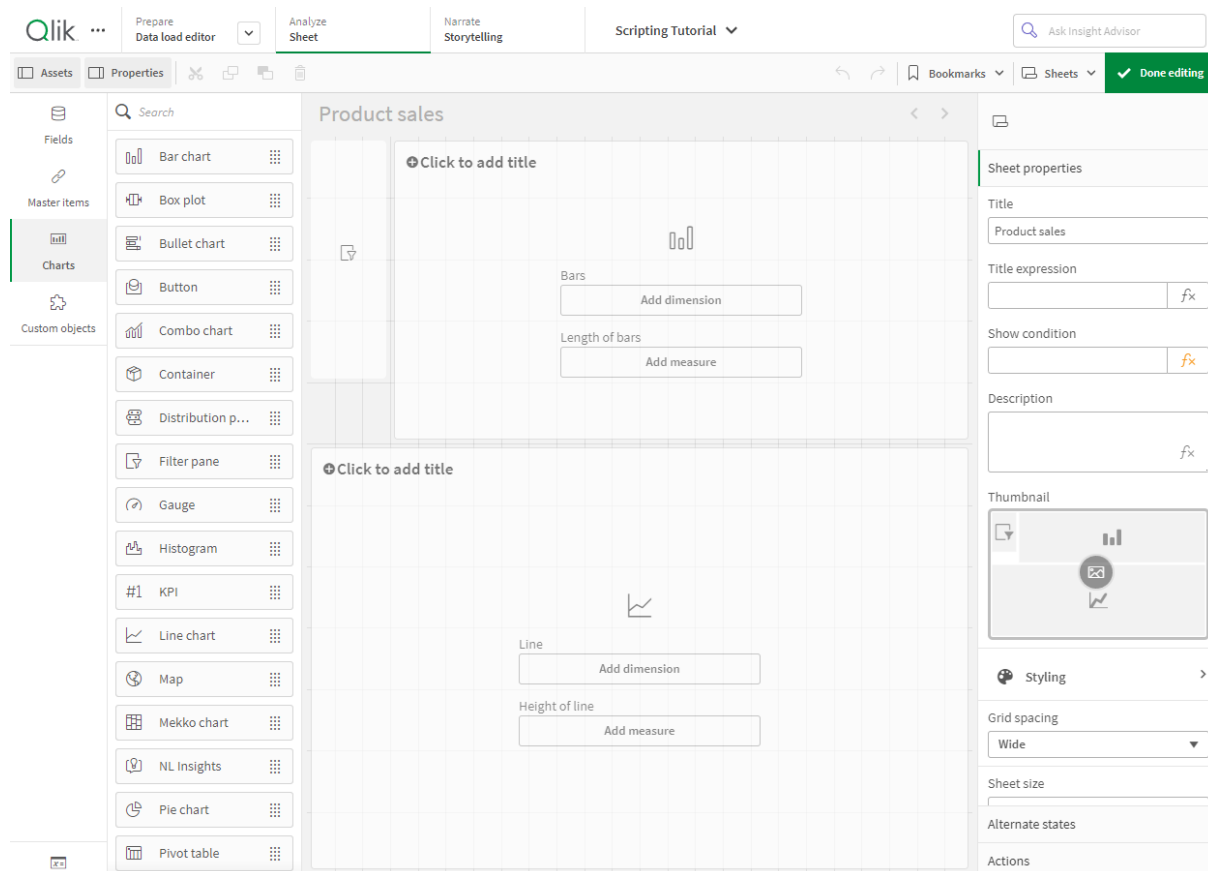 Qlik
Prepare
Data load editor
Analyze
Sheet
Narrate
Storytelling
Scripting Tutorial
Ask Insight Advisor
Assets
Properties
Bookmarks
Sheets
Done editing
Fields
Master items
Charts
Custom objects
Search
Bar chart
Box plot
Bullet chart
Button
Combo chart
Container
Distribution p...
Filter pane
Gauge
Histogram
#1 KPI
Line chart
Map
Mekko chart
NL Insights
Pie chart
Pivot table
Product sales
Click to add title
Bars
Add dimension
Length of bars
Add measure
Click to add title
Line
Add dimension
Height of line
Add measure
Sheet properties
Title
Product sales
Title expression
fx
Show condition
fx
Description
fx
Thumbnail
Styling
Grid spacing
Wide
Sheet size
Alternate states
Actions